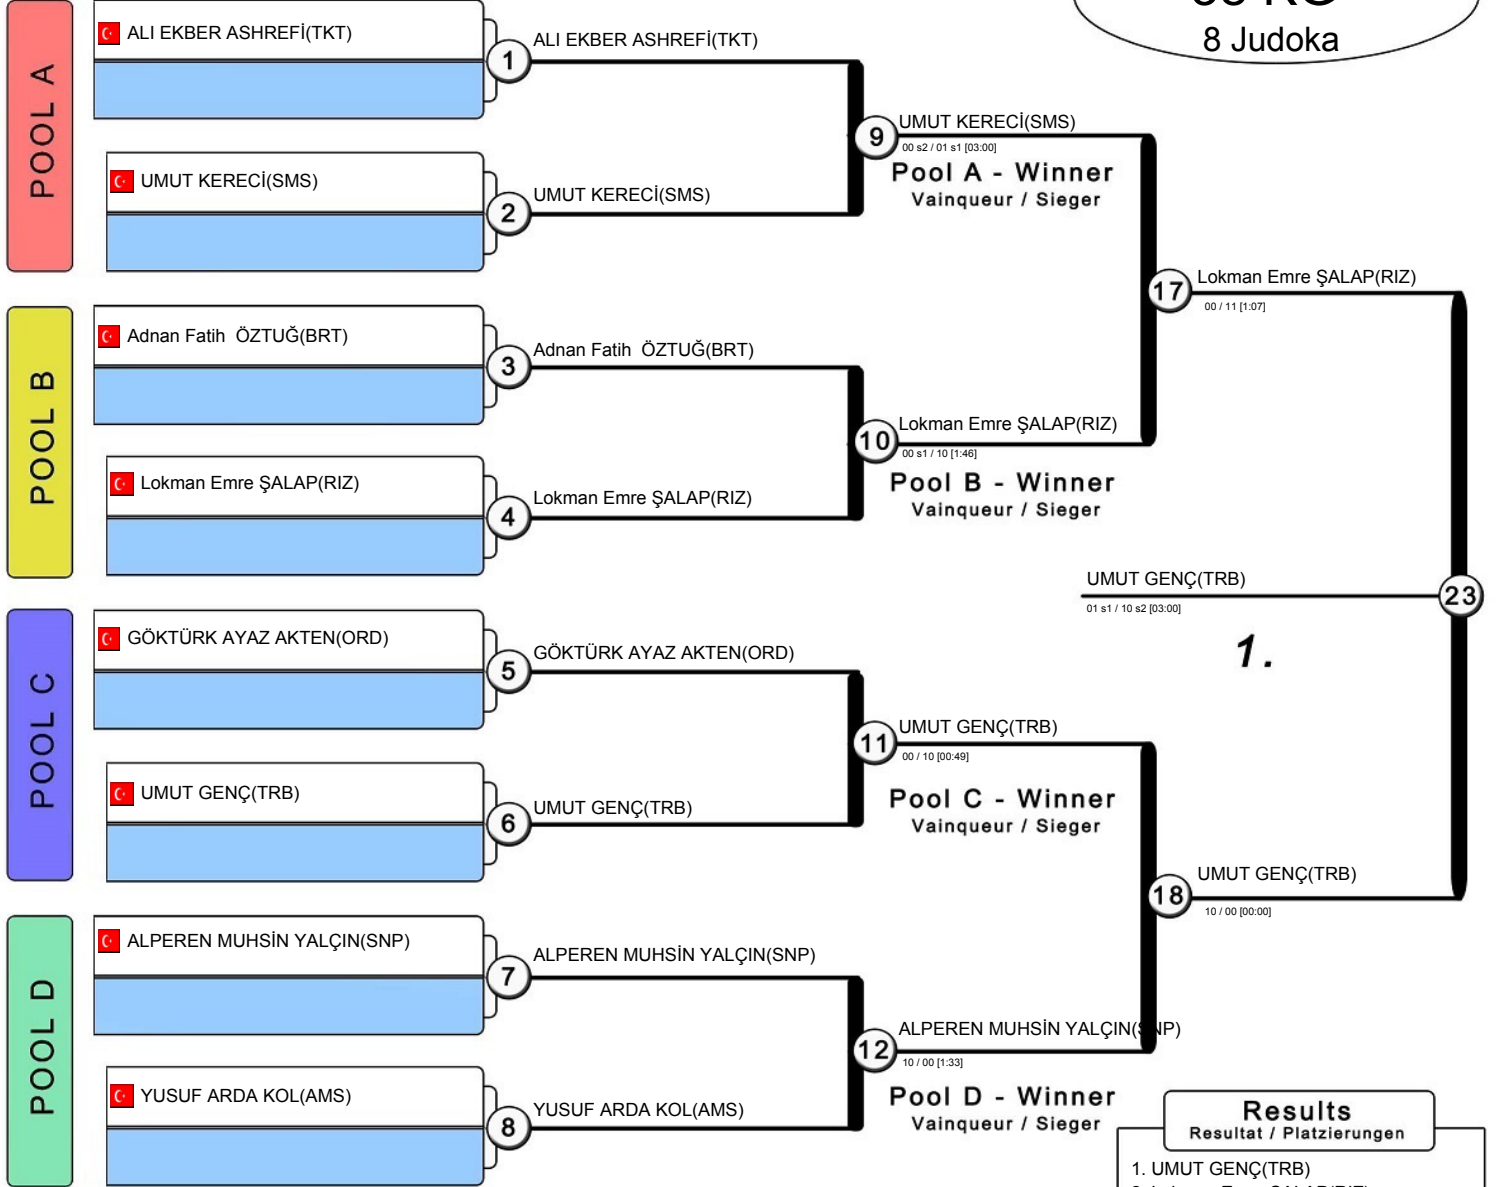 8 Judoka
POOL A
ALI EKBER ASHREFİ(TKT)
1
ALI EKBER ASHREFİ(TKT)
UMUT KERECİ(SMS)
2
UMUT KERECİ(SMS)
9
UMUT KERECİ(SMS)
00 s2 / 01 s1 [03:00]
Pool A - Winner
Vainqueur / Sieger
POOL B
Adnan Fatih ÖZTUĞ(BRT)
3
Adnan Fatih ÖZTUĞ(BRT)
Lokman Emre ŞALAP(RIZ)
4
Lokman Emre ŞALAP(RIZ)
10
Lokman Emre ŞALAP(RIZ)
00 s1 / 10 [1:46]
Pool B - Winner
Vainqueur / Sieger
17
Lokman Emre ŞALAP(RIZ)
00 / 11 [1:07]
UMUT GENÇ(TRB)
01 s1 / 10 s2 [03:00]
23
1.
POOL C
GÖKTÜRK AYAZ AKTEN(ORD)
5
GÖKTÜRK AYAZ AKTEN(ORD)
UMUT GENÇ(TRB)
6
UMUT GENÇ(TRB)
11
UMUT GENÇ(TRB)
00 / 10 [00:49]
Pool C - Winner
Vainqueur / Sieger
18
UMUT GENÇ(TRB)
10 / 00 [00:00]
POOL D
ALPEREN MUHSİN YALÇIN(SNP)
7
ALPEREN MUHSİN YALÇIN(SNP)
YUSUF ARDA KOL(AMS)
8
YUSUF ARDA KOL(AMS)
12
ALPEREN MUHSİN YALÇIN(SNP)
10 / 00 [1:33]
Pool D - Winner
Vainqueur / Sieger
Results
Resultat / Platzierungen
1. UMUT GENÇ(TRB)